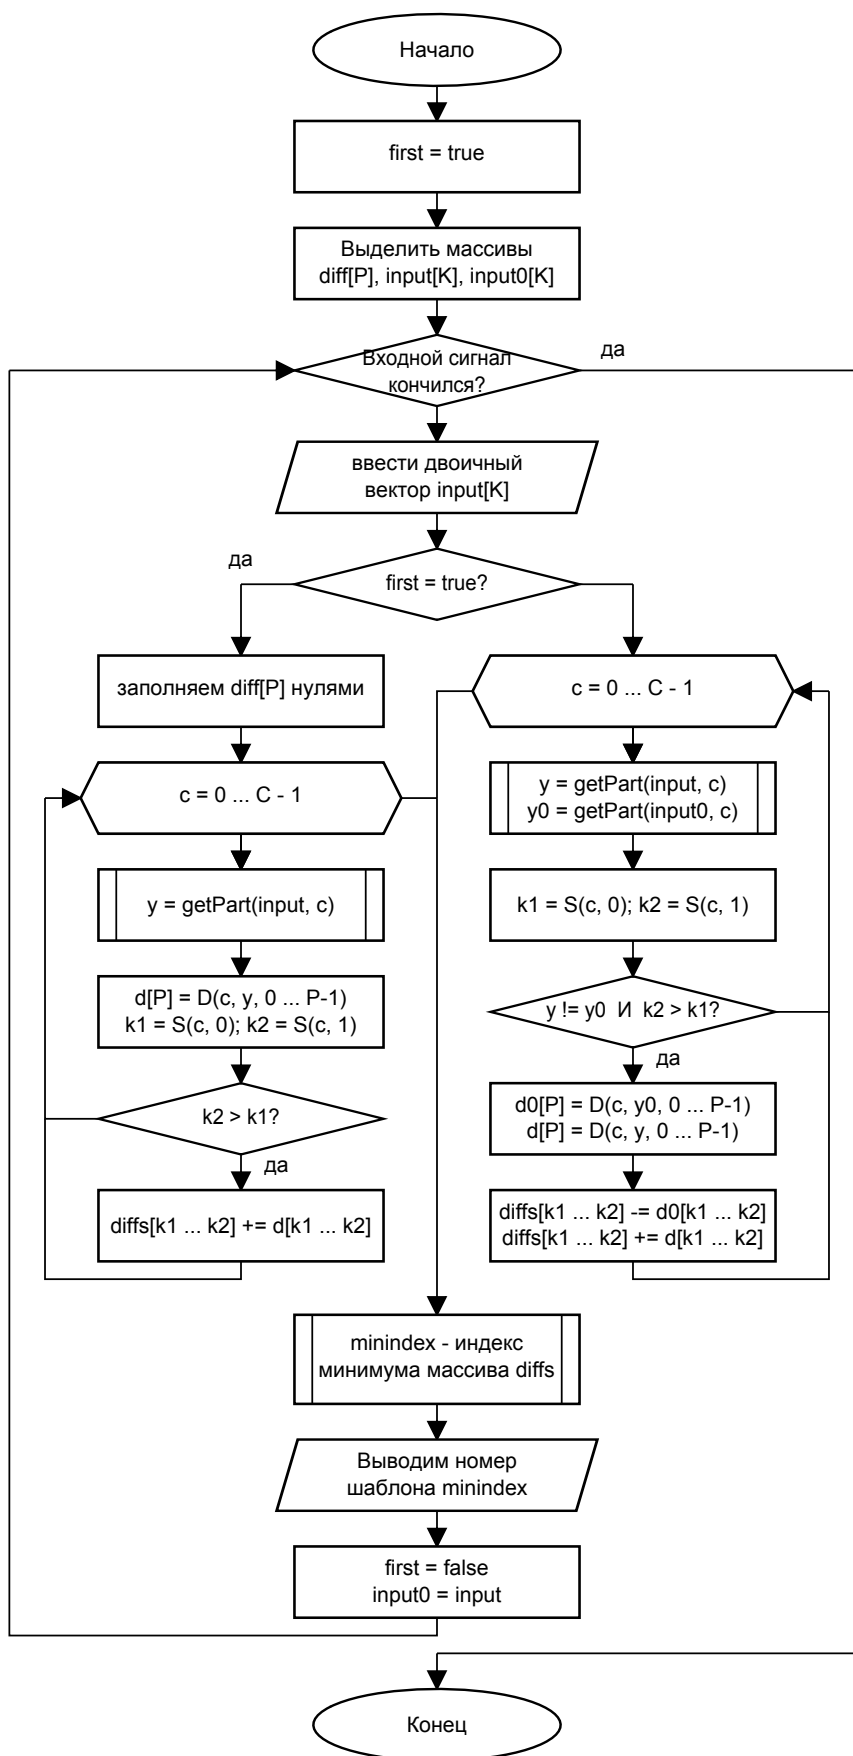 Начало
first = true
Выделить массивы
diff[P], input[K], input0[K]
Входной сигнал
кончился?
да
ввести двоичный
вектор input[K]
first = true?
да
заполняем diff[P] нулями
c = 0 ... C - 1
y = getPart(input, c)
d[P] = D(c, y, 0 ... P-1)
k1 = S(c, 0); k2 = S(c, 1)
k2 > k1?
да
diffs[k1 ... k2] += d[k1 ... k2]
c = 0 ... C - 1
y = getPart(input, c)
y0 = getPart(input0, c)
k1 = S(c, 0); k2 = S(c, 1)
y != y0 И k2 > k1?
да
d0[P] = D(c, y0, 0 ... P-1)
d[P] = D(c, y, 0 ... P-1)
diffs[k1 ... k2] -= d0[k1 ... k2]
diffs[k1 ... k2] += d[k1 ... k2]
minindex - индекс
минимума массива diffs
Выводим номер
шаблона minindex
first = false
input0 = input
Конец